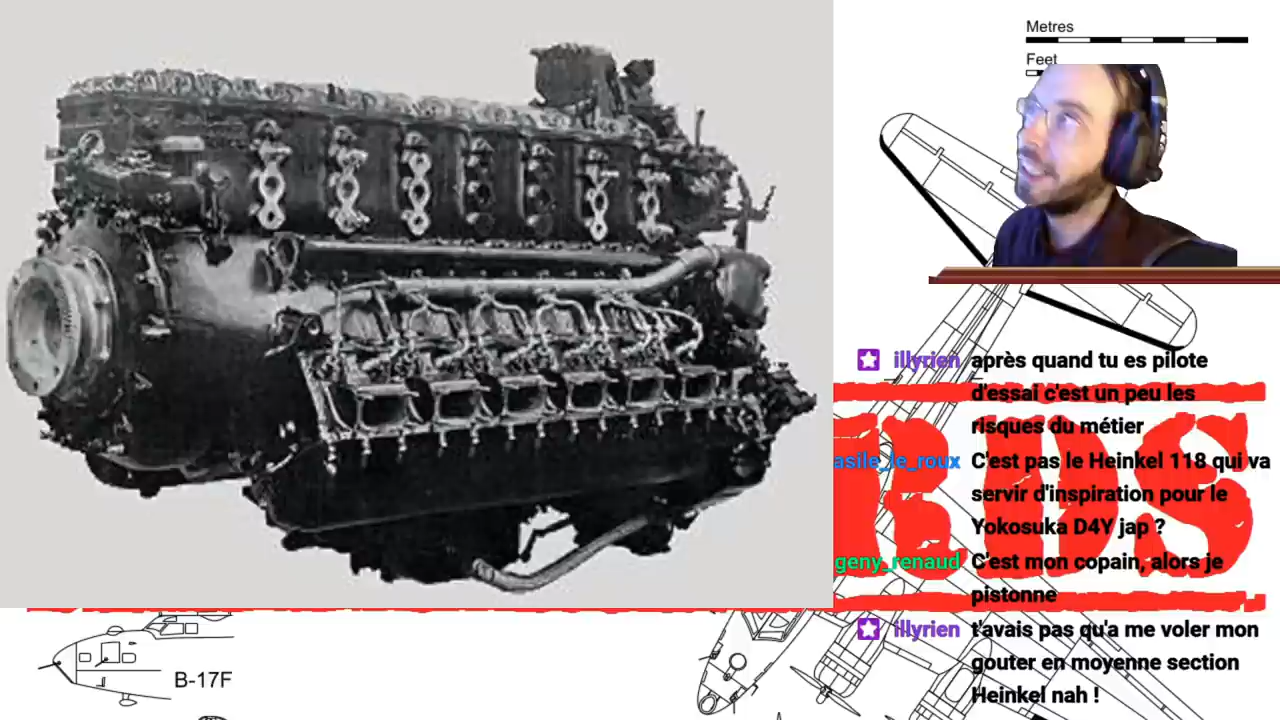 Metres
Feet
illyrien après quand tu es pilote
d'essai c'est un peu les
risques du métier
asile_le_roux C'est pas le Heinkel 118 qui va
servir d'inspiration pour le
Yokosuka D4Y jap ?
geny_renaud C'est mon copain, alors je
pistonne
illyrien t'avais pas qu'a me voler mon
gouter en moyenne section
Heinkel nah !
B-17F